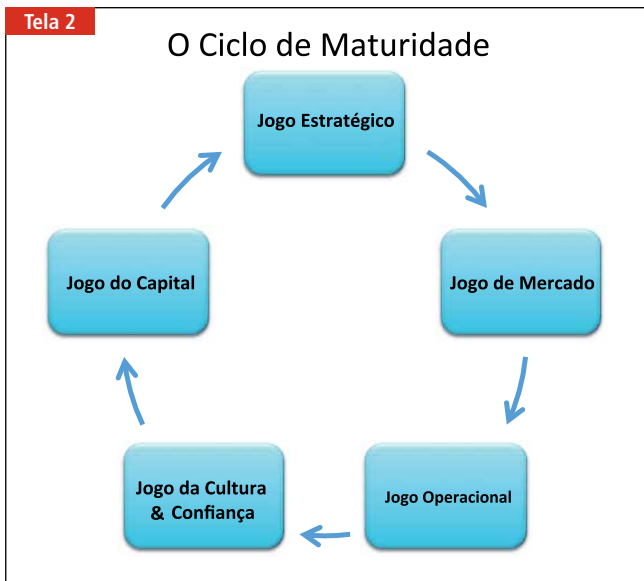 Tela 2
O Ciclo de Maturidade
Jogo Estratégico
Jogo do Capital
Jogo de Mercado
Jogo da Cultura
& Confiança
Jogo Operacional